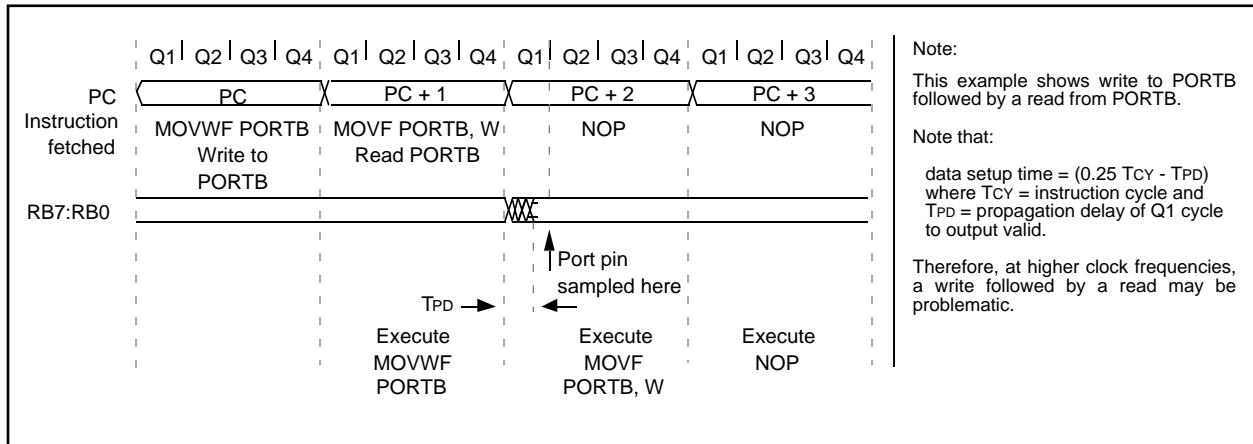 Q1 Q2 Q3 Q4 Q1 Q2 Q3 Q4 Q1 Q2 Q3 Q4 Q1 Q2 Q3 Q4
PC PC PC + 1 PC + 2 PC + 3
Instruction
fetched
MOVWF PORTB
Write to
PORTB
MOVF PORTB, W
Read PORTB
NOP
NOP
RB7:RB0
Port pin
sampled here
TPD
Execute
MOVWF
PORTB
Execute
MOVF
PORTB, W
Execute
NOP
Note:
This example shows write to PORTB
followed by a read from PORTB.
Note that:
data setup time = (0.25 TCY - TPD)
where TCY = instruction cycle and
TPD = propagation delay of Q1 cycle
to output valid.
Therefore, at higher clock frequencies,
a write followed by a read may be
problematic.